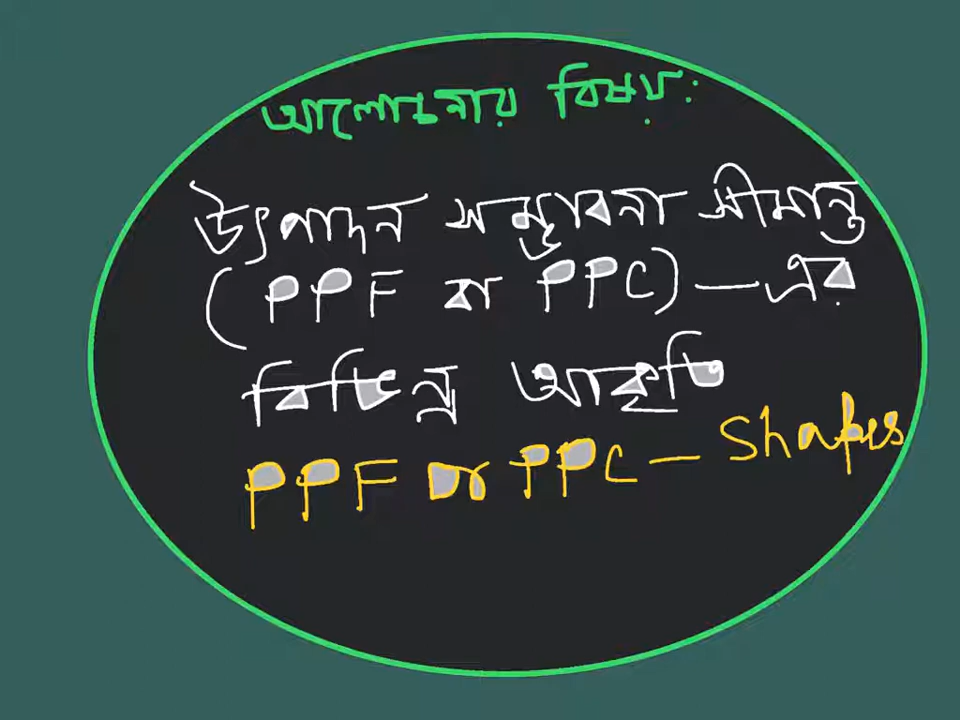 আলোচনার বিষয়:
উৎপাদন সম্ভাবনা সীমান্ত
(PPF বা PPC) — এর
বিভিন্ন আকৃতি
PPF or PPC — Shapes